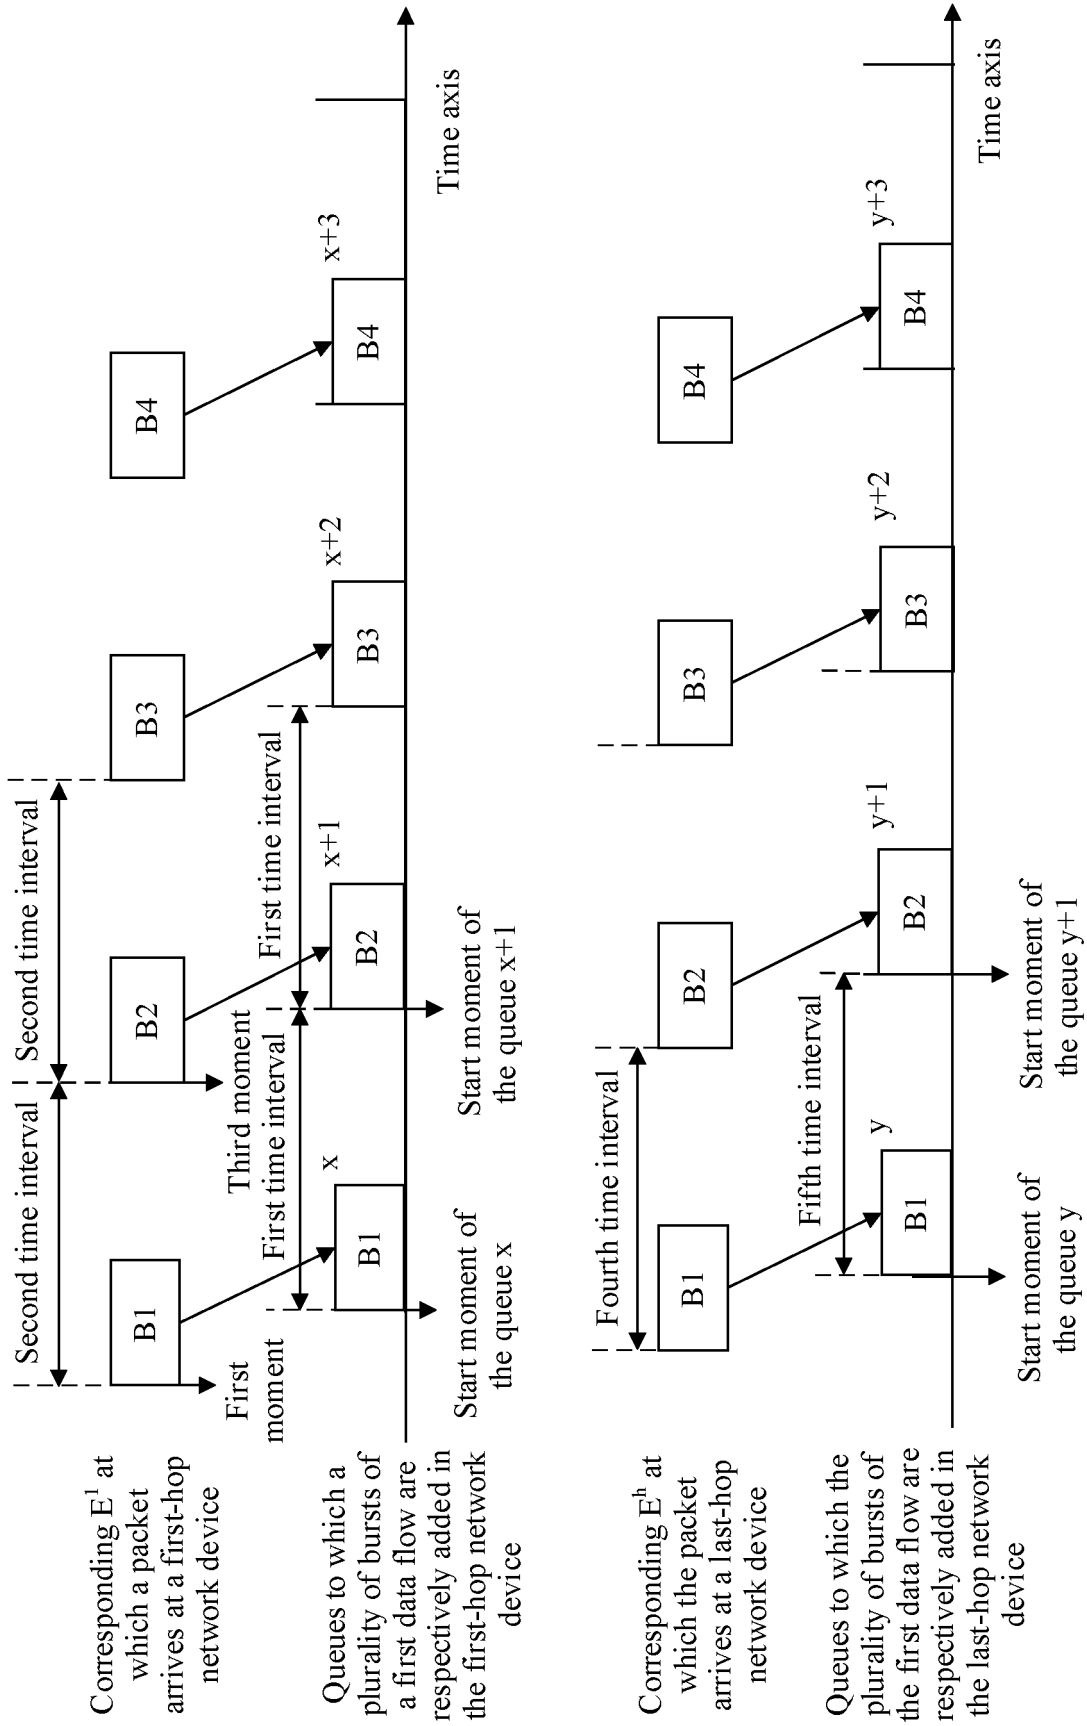 Second time interval
Second time interval
Corresponding E¹ at
which a packet
arrives at a first-hop
network device
B1
B2
B3
B4
First
moment
Third moment
First time interval
First time interval
x
x+1
x+2
x+3
Queues to which a
plurality of bursts of
a first data flow are
respectively added in
the first-hop network
device
B1
B2
B3
B4
Time axis
Start moment of
the queue x
Start moment of
the queue x+1
Fourth time interval
Corresponding Eʰ at
which the packet
arrives at a last-hop
network device
B1
B2
B3
B4
Fifth time interval
y
y+1
y+2
y+3
Queues to which the
plurality of bursts of
the first data flow are
respectively added in
the last-hop network
device
B1
B2
B3
B4
Time axis
Start moment of
the queue y
Start moment of
the queue y+1